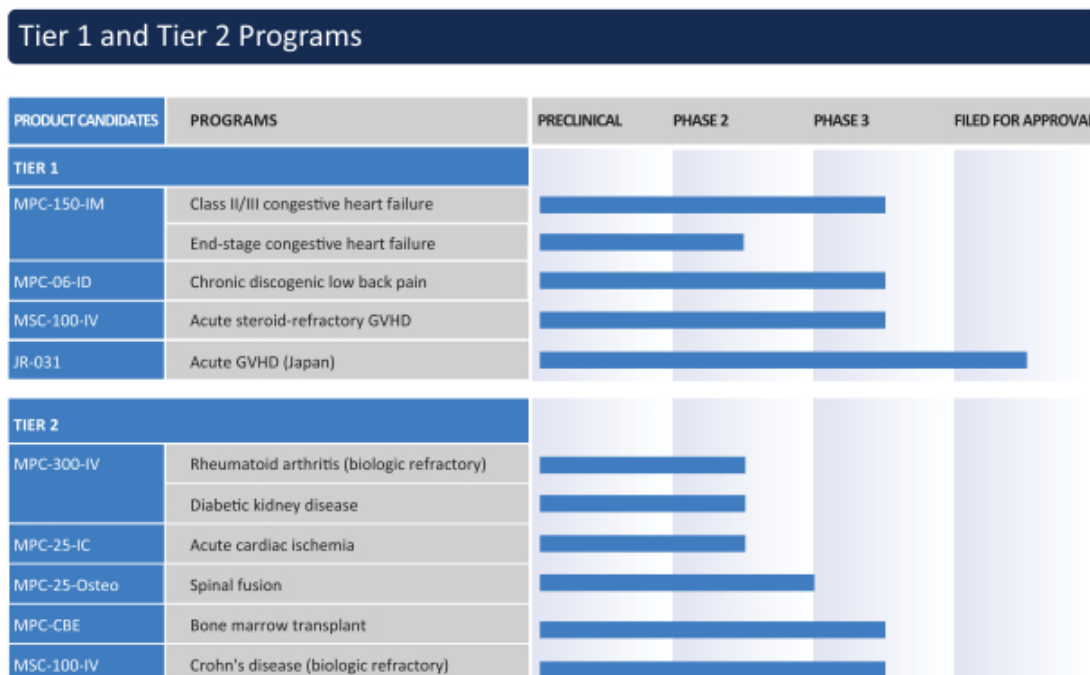 Tier 1 and Tier 2 Programs
PRODUCT CANDIDATES PROGRAMS PRECLINICAL PHASE 2 PHASE 3 FILED FOR APPROVAL
TIER 1
MPC-150-IM Class II/III congestive heart failure
End-stage congestive heart failure
MPC-06-ID Chronic discogenic low back pain
MSC-100-IV Acute steroid-refractory GVHD
JR-031 Acute GVHD (Japan)
TIER 2
MPC-300-IV Rheumatoid arthritis (biologic refractory)
Diabetic kidney disease
MPC-25-IC Acute cardiac ischemia
MPC-25-Osteo Spinal fusion
MPC-CBE Bone marrow transplant
MSC-100-IV Crohn's disease (biologic refractory)